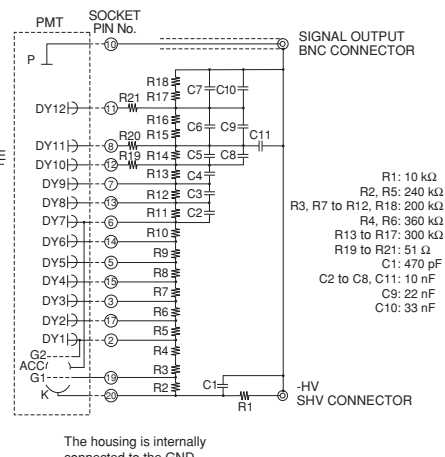 PMT
SOCKET
PIN No.
SIGNAL OUTPUT
BNC CONNECTOR
10
P
R18
R17
C7
C10
DY12
11
R21
R16
R15
C6
C9
C11
DY11
8
R20
DY10
12
R19
R14
C5
C8
DY9
7
R13
C4
DY8
13
R12
C3
DY7
6
R11
C2
DY6
14
R10
DY5
5
R9
DY4
15
R8
DY3
3
R7
DY2
17
R6
DY1
2
R5
R4
G2
ACC
G1
19
R3
K
20
R2
C1
R1
-HV
SHV CONNECTOR
R1: 10 kΩ
R2, R5: 240 kΩ
R3, R7 to R12, R18: 200 kΩ
R4, R6: 360 kΩ
R13 to R17: 300 kΩ
R19 to R21: 51 Ω
C1: 470 pF
C2 to C8, C11: 10 nF
C9: 22 nF
C10: 33 nF
The housing is internally
connected to the GND